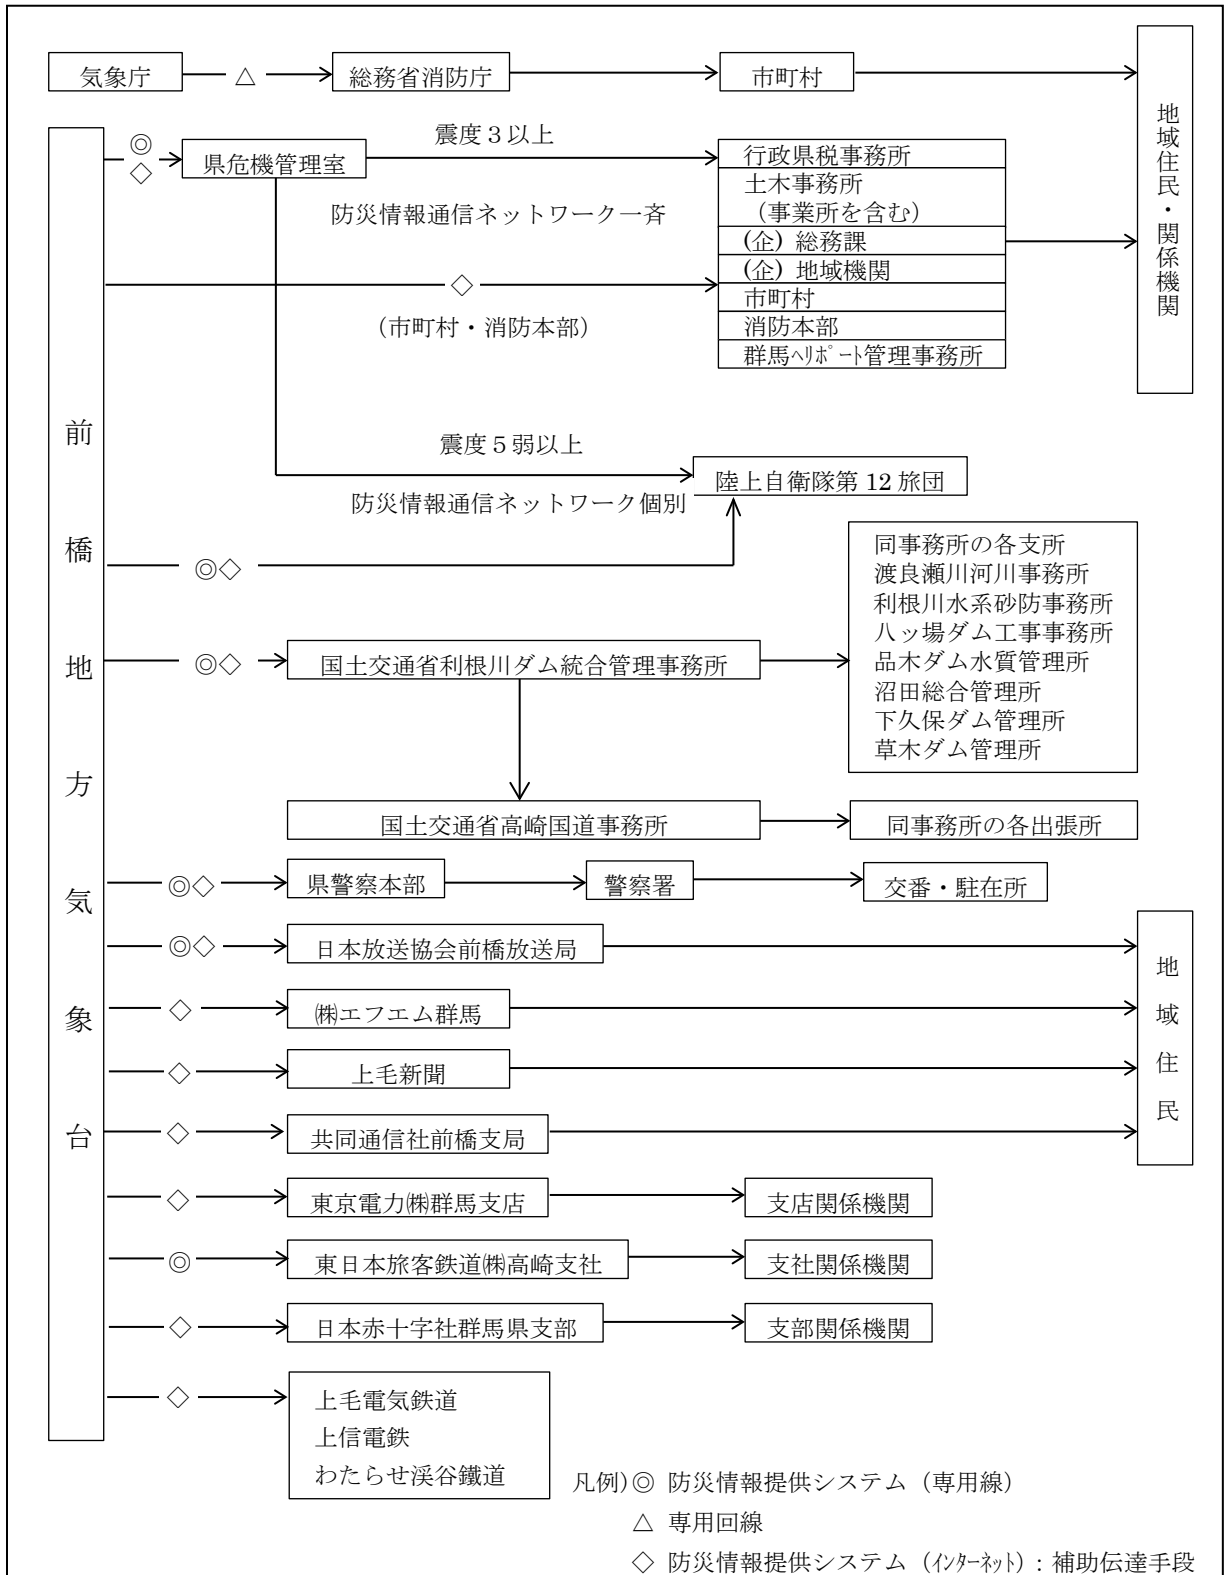 気象庁
△
総務省消防庁
市町村
地域住民・関係機関
前橋地方気象台
◎
◇
県危機管理室
震度３以上
防災情報通信ネットワーク一斉
行政県税事務所
土木事務所
（事業所を含む）
(企) 総務課
(企) 地域機関
市町村
消防本部
群馬ﾍﾘﾎﾟｰﾄ管理事務所
◇
（市町村・消防本部）
震度５弱以上
防災情報通信ネットワーク個別
陸上自衛隊第 12 旅団
◎◇
◎◇
国土交通省利根川ダム統合管理事務所
同事務所の各支所
渡良瀬川河川事務所
利根川水系砂防事務所
八ッ場ダム工事事務所
品木ダム水質管理所
沼田総合管理所
下久保ダム管理所
草木ダム管理所
国土交通省高崎国道事務所
同事務所の各出張所
◎◇
県警察本部
警察署
交番・駐在所
◎◇
日本放送協会前橋放送局
地域住民
◇
㈱エフエム群馬
◇
上毛新聞
◇
共同通信社前橋支局
◇
東京電力㈱群馬支店
支店関係機関
◎
東日本旅客鉄道㈱高崎支社
支社関係機関
◇
日本赤十字社群馬県支部
支部関係機関
◇
上毛電気鉄道
上信電鉄
わたらせ渓谷鐵道
凡例)◎ 防災情報提供システム（専用線）
△ 専用回線
◇ 防災情報提供システム（ｲﾝﾀｰﾈｯﾄ）: 補助伝達手段